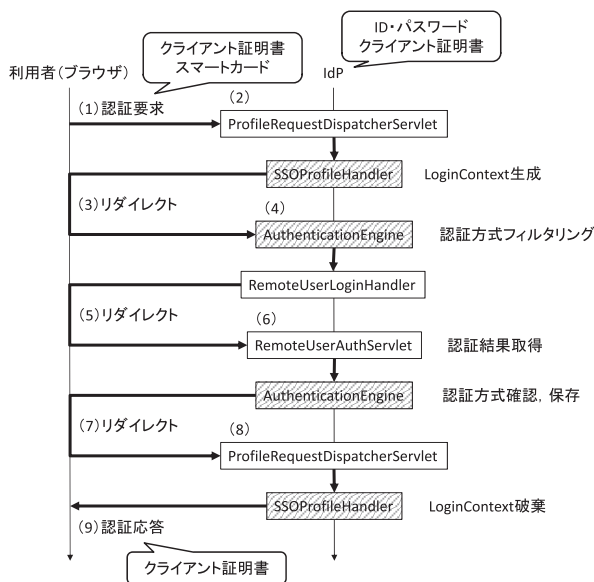 ID・パスワード
クライアント証明書
クライアント証明書
スマートカード
利用者(ブラウザ)
IdP
(1)認証要求
(2)
ProfileRequestDispatcherServlet
SSOProfileHandler
LoginContext生成
(3)リダイレクト
(4)
AuthenticationEngine
認証方式フィルタリング
RemoteUserLoginHandler
(5)リダイレクト
(6)
RemoteUserAuthServlet
認証結果取得
AuthenticationEngine
認証方式確認, 保存
(7)リダイレクト
(8)
ProfileRequestDispatcherServlet
SSOProfileHandler
LoginContext破棄
(9)認証応答
クライアント証明書